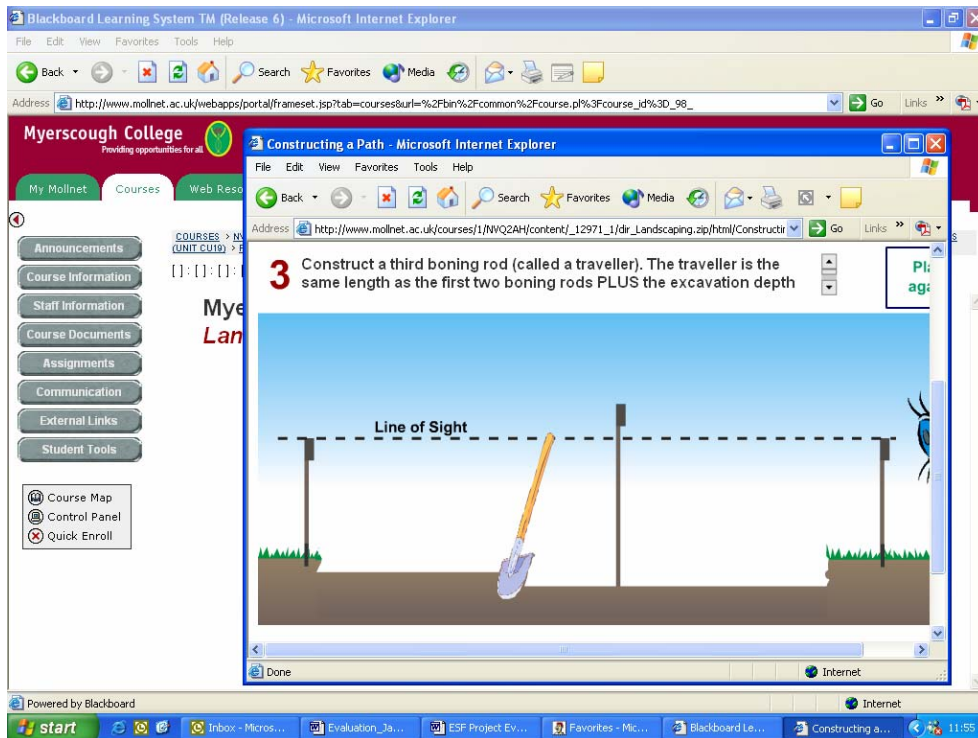 Blackboard Learning System TM (Release 6) - Microsoft Internet Explorer
File Edit View Favorites Tools Help
Back Search Favorites Media
Address http://www.mollnet.ac.uk/webapps/portal/frameset.jsp?tab=courses&url=%2Fbin%2Fcommon%2Fcourse.pl%3Fcourse_id%3D_98_ Go Links »
Myerscough College
Providing opportunities for all
My Mollnet Courses Web Reso
COURSES > N
(UNIT CU19) >
[ ] : [ ] : [ ] : [
Mye
Lan
Announcements
Course Information
Staff Information
Course Documents
Assignments
Communication
External Links
Student Tools
Course Map
Control Panel
Quick Enroll
Constructing a Path - Microsoft Internet Explorer
File Edit View Favorites Tools Help
Back Search Favorites Media
Address http://www.mollnet.ac.uk/courses/1/NVQ2AH/content/_12971_1/dir_Landscaping.zip/html/Constructir Go Links »
3 Construct a third boning rod (called a traveller). The traveller is the
same length as the first two boning rods PLUS the excavation depth
Pla
aga
Line of Sight
Done Internet
Powered by Blackboard Internet
start Inbox - Micros... Evaluation_Ja... ESF Project Ev... Favorites - Mic... Blackboard Le... Constructing a... 11:55